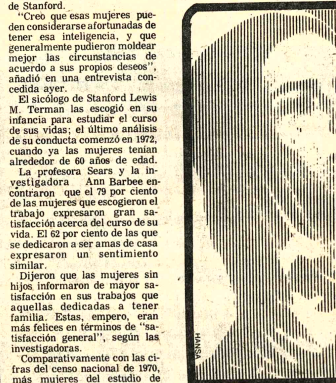 de Stanford.
"Creo que esas mujeres pue-
den considerarse afortunadas de
tener esa inteligencia, y que
generalmente pudieron moldear
mejor las circunstancias de
acuerdo a sus propios deseos",
añadió en una entrevista con-
cedida ayer.
El sicólogo de Stanford Lewis
M. Terman las escogió en su
infancia para estudiar el curso
de sus vidas; el último análisis
de su conducta comenzó en 1972,
cuando ya las mujeres tenían
alrededor de 60 años de edad.
La profesora Sears y la in-
vestigadora Ann Barbee en-
contraron que el 79 por ciento
de las mujeres que escogieron el
trabajo expresaron gran sa-
tisfacción acerca del curso de su
vida. El 62 por ciento de las que
se dedicaron a ser amas de casa
expresaron un sentimiento
similar.
Dijeron que las mujeres sin
hijos informaron de mayor sa-
tisfacción en sus trabajos que
aquellas dedicadas a tener
familia. Estas, empero, eran
más felices en términos de "sa-
tisfacción general", según las
investigadoras.
Comparativamente con las ci-
fras del censo nacional de 1970,
más mujeres del estudio de
HANSA